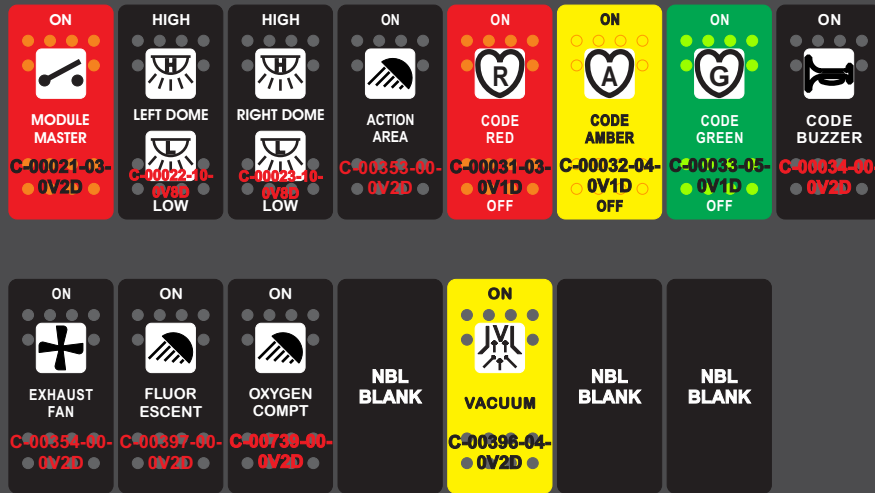 ON
MODULE
MASTER
C-00021-03-
0V2D
HIGH
H
LEFT DOME
L
C-00022-10-
0V8D
LOW
HIGH
H
RIGHT DOME
L
C-00023-10-
0V8D
LOW
ON
ACTION
AREA
C-00353-00-
0V2D
ON
R
CODE
RED
C-00031-03-
0V1D
OFF
ON
A
CODE
AMBER
C-00032-04-
0V1D
OFF
ON
G
CODE
GREEN
C-00033-05-
0V1D
OFF
ON
CODE
BUZZER
C-00034-00-
0V2D
ON
EXHAUST
FAN
C-00354-00-
0V2D
ON
FLUOR
ESCENT
C-00397-00-
0V2D
ON
OXYGEN
COMPT
C-00730-00-
0V2D
NBL
BLANK
ON
V
VACUUM
C-00396-04-
0V2D
NBL
BLANK
NBL
BLANK